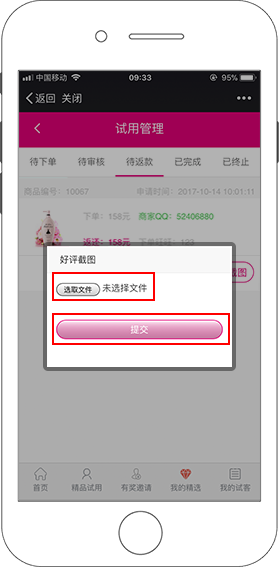 中国移动 09:33 95%
返回 关闭 •••
试用管理
待下单 待审核 待返款 已完成 已终止
商品编号：10067 申请时间：2017-10-14 10:01:11
下单：158元 商家QQ：52406880
返还：158元
截图
好评截图
选取文件 未选择文件
提交
首页 精品试用 有奖邀请 我的精选 我的试客